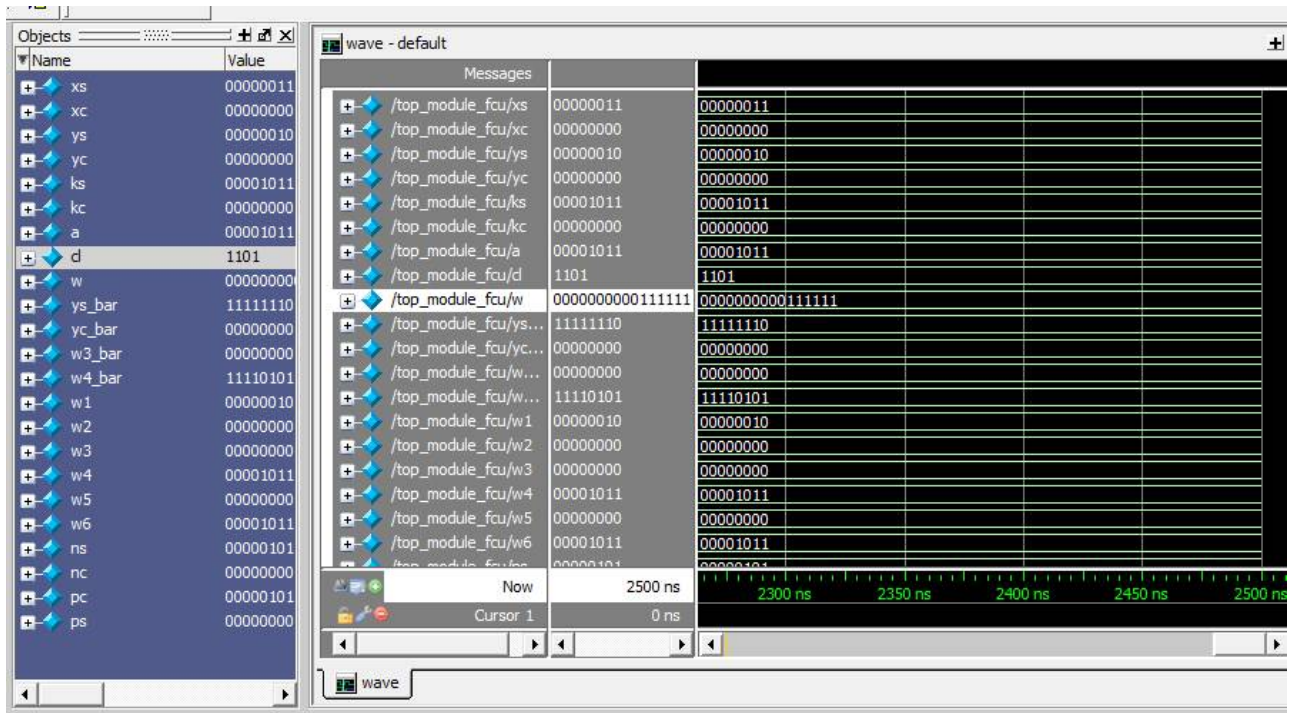 Objects
Name Value
xs 00000011
xc 00000000
ys 00000010
yc 00000000
ks 00001011
kc 00000000
a 00001011
cl 1101
w 00000000
ys_bar 11111110
yc_bar 00000000
w3_bar 00000000
w4_bar 11110101
w1 00000010
w2 00000000
w3 00000000
w4 00001011
w5 00000000
w6 00001011
ns 00000101
nc 00000000
pc 00000101
ps 00000000
wave - default
Messages
/top_module_fcu/xs 00000011 00000011
/top_module_fcu/xc 00000000 00000000
/top_module_fcu/ys 00000010 00000010
/top_module_fcu/yc 00000000 00000000
/top_module_fcu/ks 00001011 00001011
/top_module_fcu/kc 00000000 00000000
/top_module_fcu/a 00001011 00001011
/top_module_fcu/cl 1101 1101
/top_module_fcu/w 0000000000111111 0000000000111111
/top_module_fcu/ys... 11111110 11111110
/top_module_fcu/yc... 00000000 00000000
/top_module_fcu/w... 00000000 00000000
/top_module_fcu/w... 11110101 11110101
/top_module_fcu/w1 00000010 00000010
/top_module_fcu/w2 00000000 00000000
/top_module_fcu/w3 00000000 00000000
/top_module_fcu/w4 00001011 00001011
/top_module_fcu/w5 00000000 00000000
/top_module_fcu/w6 00001011 00001011
Now 2500 ns 2300 ns 2350 ns 2400 ns 2450 ns 2500 ns
Cursor 1 0 ns
wave